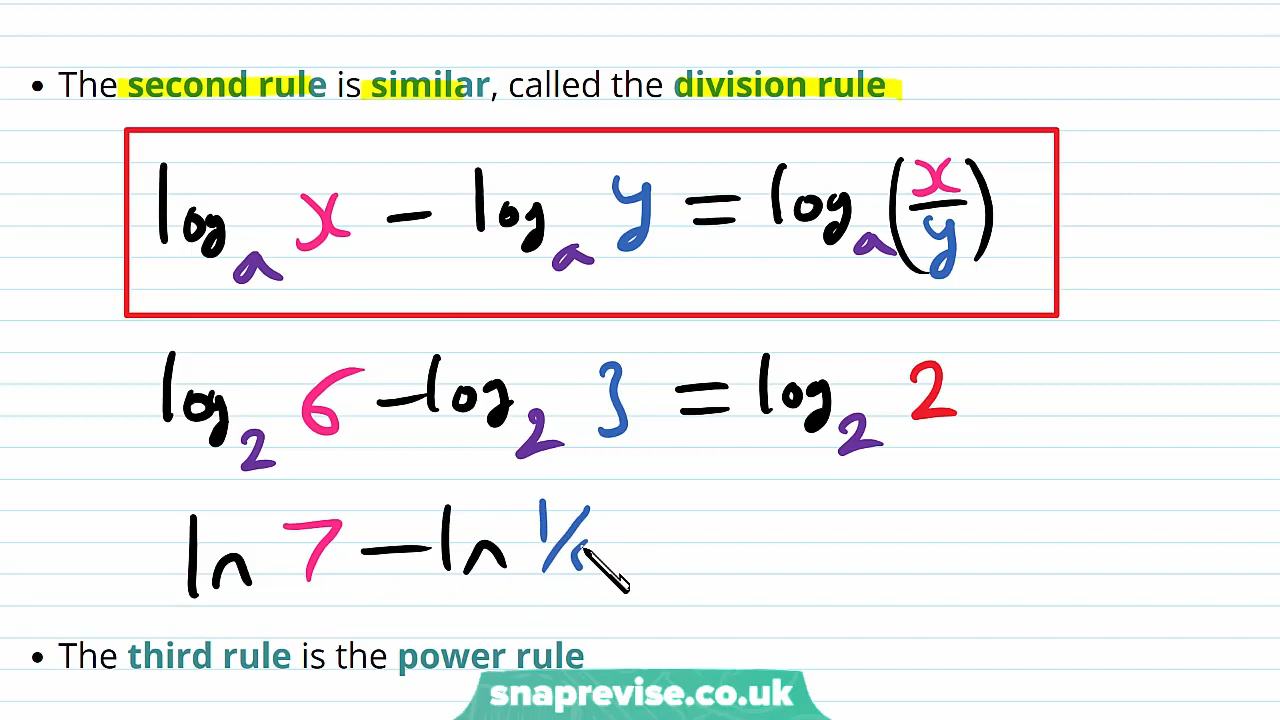 • The second rule is similar, called the division rule
logₐ x − logₐ y = logₐ (x/y)
log₂ 6 − log₂ 3 = log₂ 2
ln 7 − ln 1/
• The third rule is the power rule
snaprevise.co.uk